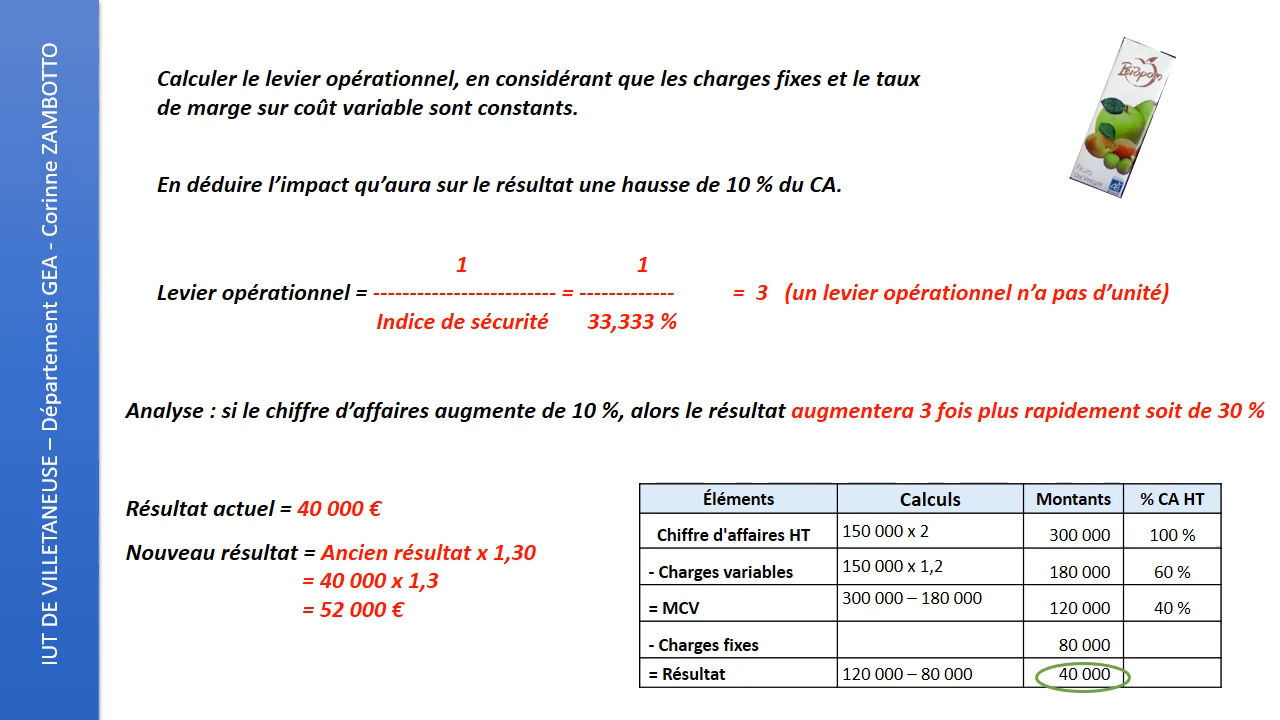 IUT DE VILLETANEUSE – Département GEA - Corinne ZAMBOTTO
Calculer le levier opérationnel, en considérant que les charges fixes et le taux
de marge sur coût variable sont constants.
Biopom
En déduire l’impact qu’aura sur le résultat une hausse de 10 % du CA.
1 1
Levier opérationnel = ------------------------- = ------------- = 3 (un levier opérationnel n’a pas d’unité)
Indice de sécurité 33,333 %
Analyse : si le chiffre d’affaires augmente de 10 %, alors le résultat augmentera 3 fois plus rapidement soit de 30 %
Résultat actuel = 40 000 €
Nouveau résultat = Ancien résultat x 1,30
= 40 000 x 1,3
= 52 000 €
Éléments Calculs Montants % CA HT
Chiffre d'affaires HT 150 000 x 2 300 000 100 %
- Charges variables 150 000 x 1,2 180 000 60 %
= MCV 300 000 – 180 000 120 000 40 %
- Charges fixes 80 000
= Résultat 120 000 – 80 000 40 000